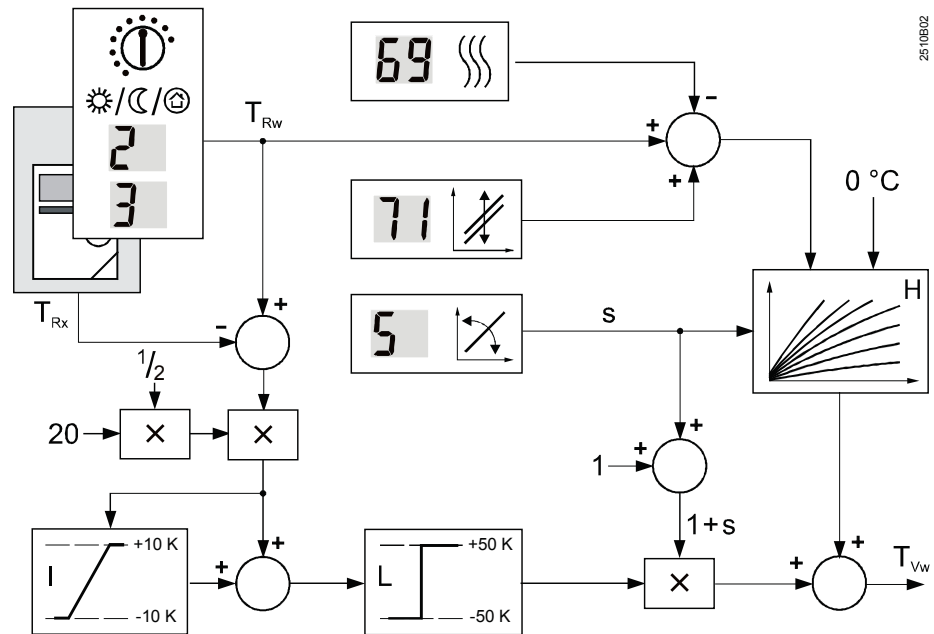 2510B02
69
−
T_Rw
+
2
+
3
71
0 °C
H
5
s
T_Rx
−
+
1/2
20
×
×
+
+
1
1+s
+
+10 K
I
-10 K
+
+
L
+50 K
-50 K
×
+
T_Vw